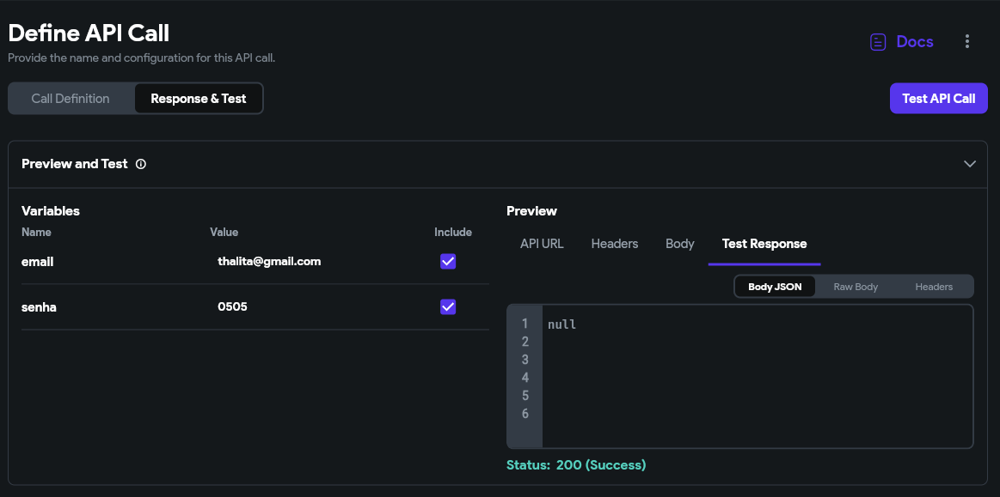 Define API Call
Provide the name and configuration for this API call.
Docs
Call Definition
Response & Test
Test API Call
Preview and Test
Variables
Name Value Include
email thalita@gmail.com
senha 0505
Preview
API URL Headers Body Test Response
Body JSON Raw Body Headers
1 null
2
3
4
5
6
Status: 200 (Success)